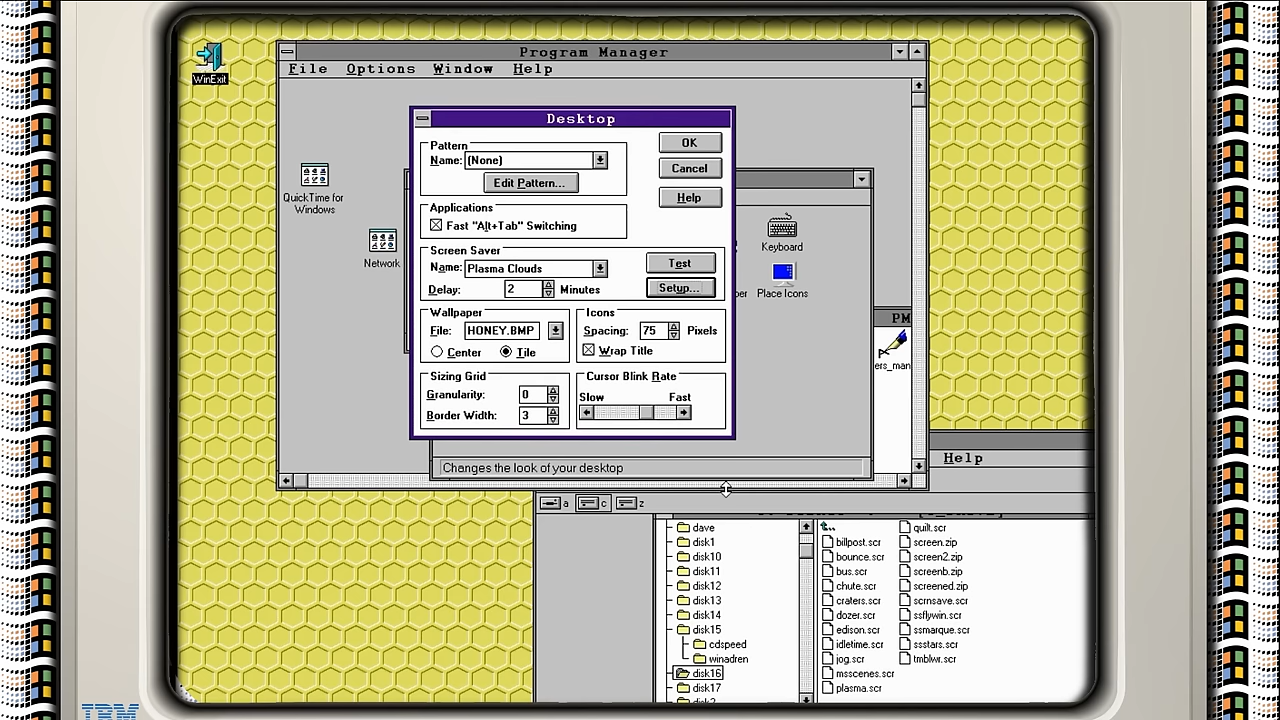 WinExit
Program Manager
File Options Window Help
Desktop
Pattern
Name: (None)
Edit Pattern...
OK
Cancel
Help
Applications
Fast "Alt+Tab" Switching
Screen Saver
Name: Plasma Clouds
Test
Delay: 2 Minutes
Setup...
Wallpaper
File: HONEY.BMP
Center Tile
Icons
Spacing: 75 Pixels
Wrap Title
Sizing Grid
Granularity: 0
Border Width: 3
Cursor Blink Rate
Slow Fast
QuickTime for
Windows
Network
Keyboard
Place Icons
per
PM
ers_man
Changes the look of your desktop
Help
a c z
dave
disk1
disk10
disk11
disk12
disk13
disk14
disk15
cdspeed
winadren
disk16
disk17
billpost.scr
bounce.scr
bus.scr
chute.scr
craters.scr
dozer.scr
edison.scr
idletime.scr
jog.scr
msscenes.scr
plasma.scr
quilt.scr
screen.zip
screen2.zip
screenb.zip
screened.zip
scrnsave.scr
ssflywin.scr
ssmarque.scr
ssstars.scr
tmblwr.scr
IBM